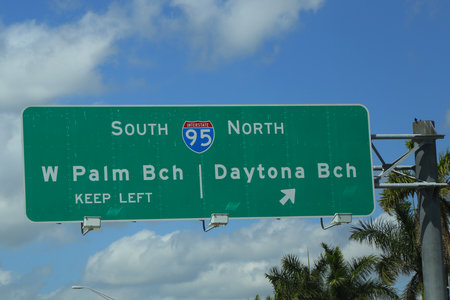 SOUTH INTERSTATE 95 NORTH
W Palm Bch | Daytona Bch
KEEP LEFT